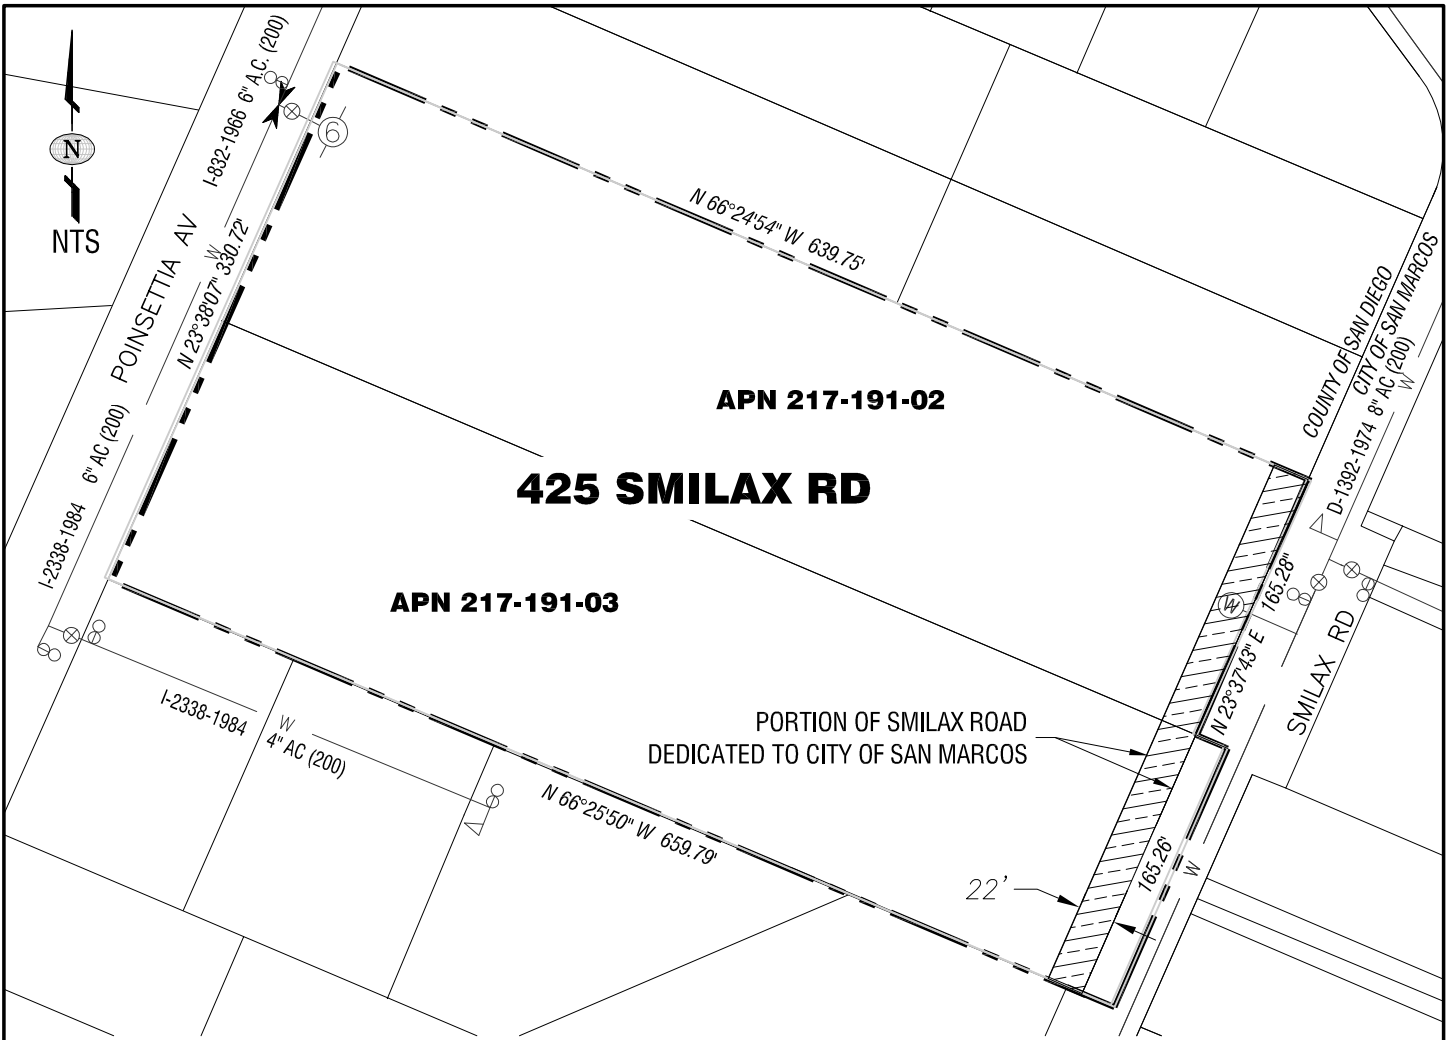 I-832-1966 6" A.C. (200)
6
N
NTS
POINSETTIA AV
W
N 23°38'07" 330.72'
N 66°24'54" W 639.75'
COUNTY OF SAN DIEGO
CITY OF SAN MARCOS
D-1392-1974 8" AC (200)
W
APN 217-191-02
425 SMILAX RD
I-2338-1984 6" AC (200)
APN 217-191-03
W
165.28"
N 23°37'43" E
SMILAX RD
I-2338-1984
W
4" AC (200)
PORTION OF SMILAX ROAD
DEDICATED TO CITY OF SAN MARCOS
N 66°25'50" W 659.79'
165.26'
W
22'